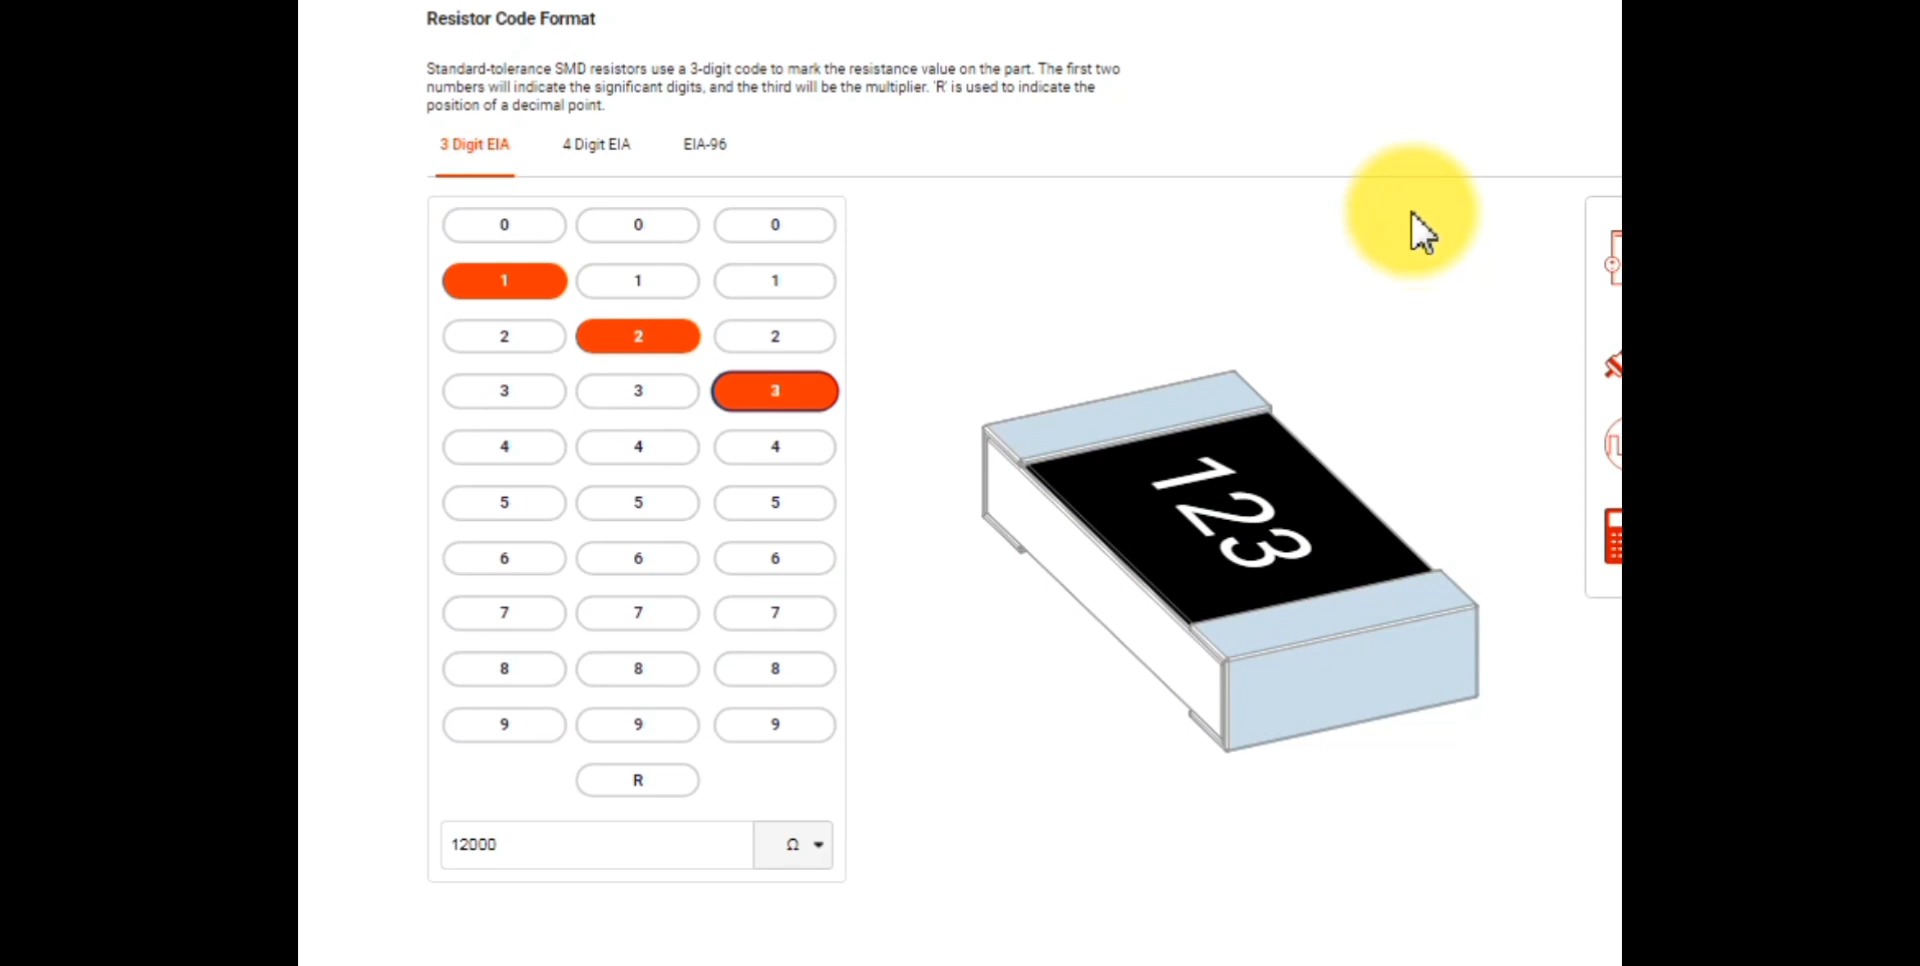 Resistor Code Format
Standard-tolerance SMD resistors use a 3-digit code to mark the resistance value on the part. The first two
numbers will indicate the significant digits, and the third will be the multiplier. 'R' is used to indicate the
position of a decimal point.
3 Digit EIA 4 Digit EIA EIA-96
0 0 0
1 1 1
2 2 2
3 3 3
4 4 4
5 5 5
6 6 6
7 7 7
8 8 8
9 9 9
R
12000 Ω
123